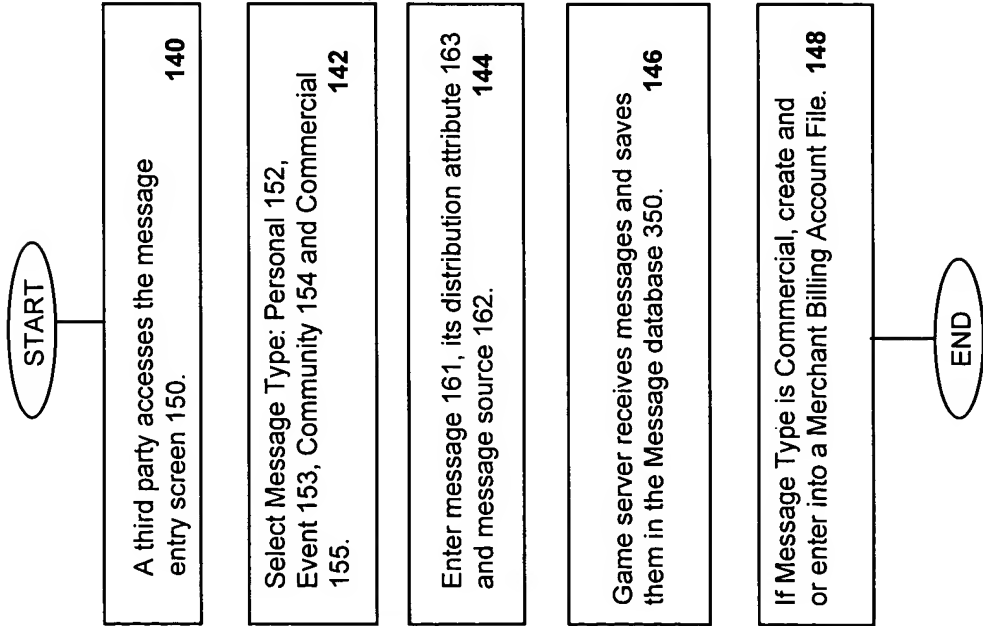 START
A third party accesses the message
entry screen 150.
140
Select Message Type: Personal 152,
Event 153, Community 154 and Commercial
155.
142
Enter message 161, its distribution attribute 163
and message source 162.
144
Game server receives messages and saves
them in the Message database 350.
146
If Message Type is Commercial, create and
or enter into a Merchant Billing Account File. 148
END